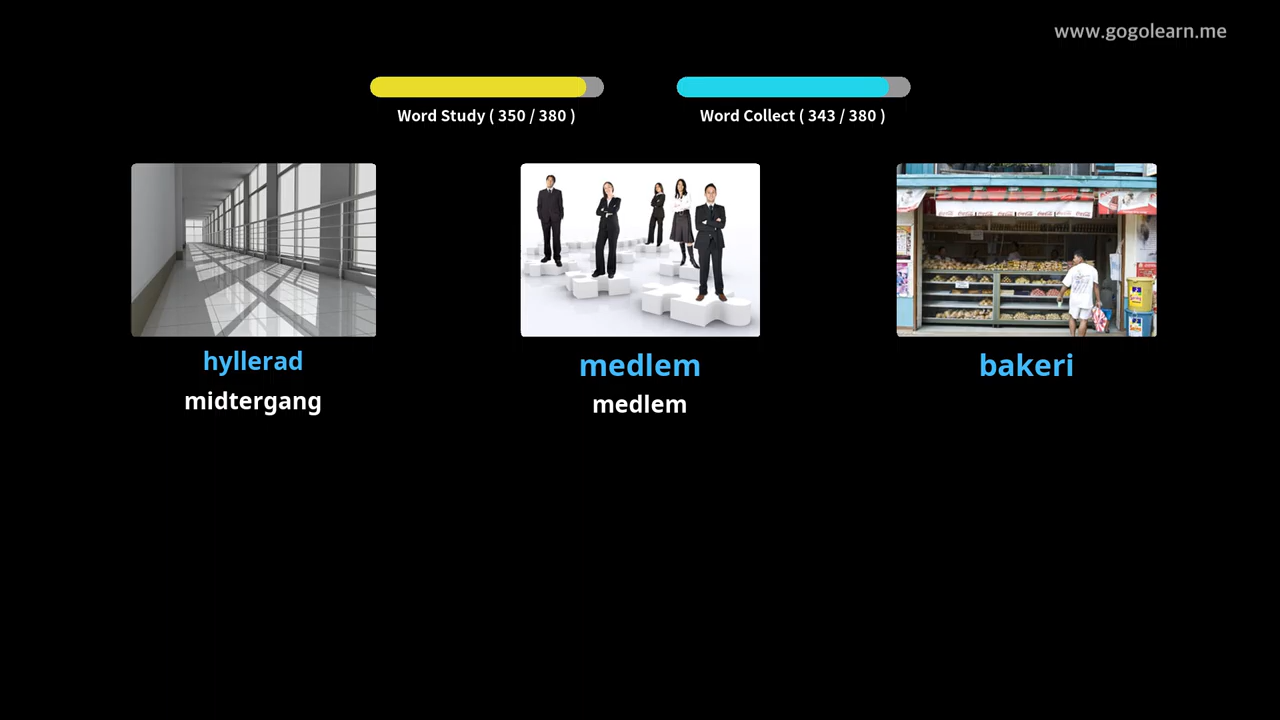 www.gogolearn.me
Word Study ( 350 / 380 )
Word Collect ( 343 / 380 )
hyllerad
midtergang
medlem
medlem
bakeri